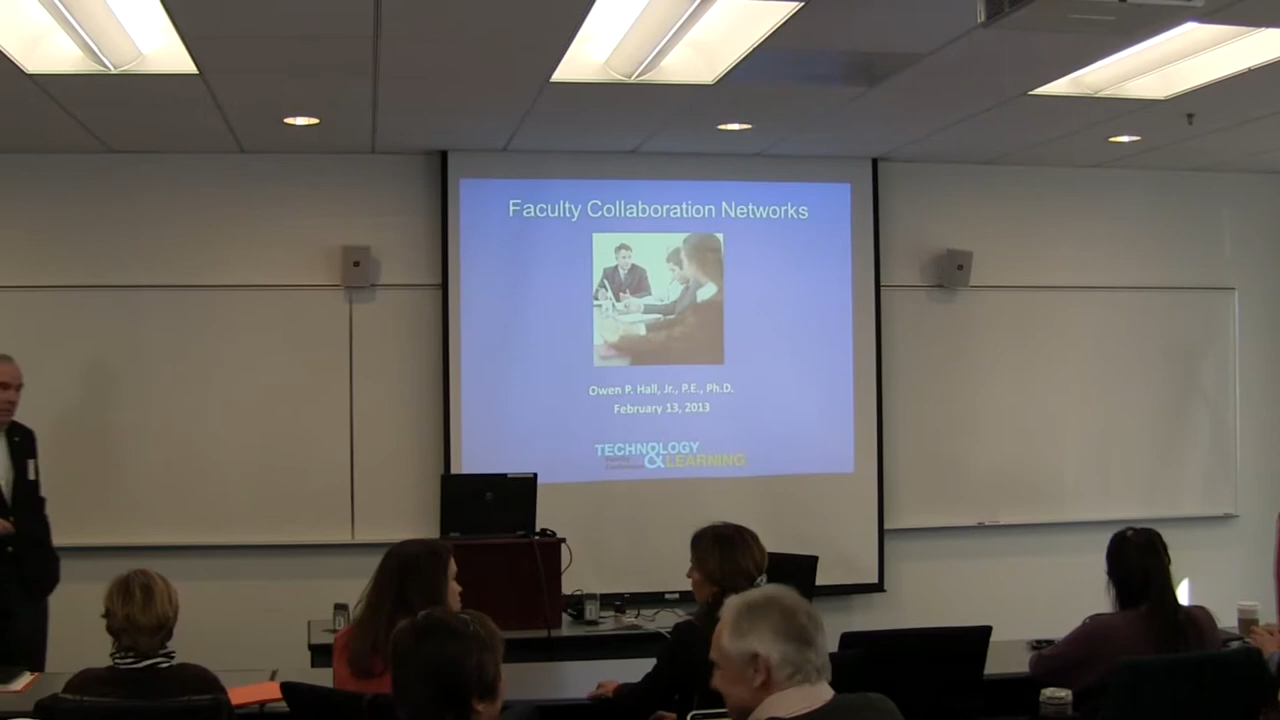 Faculty Collaboration Networks
Owen P. Hall, Jr., P.E., Ph.D.
February 13, 2013
TECHNOLOGY
&LEARNING